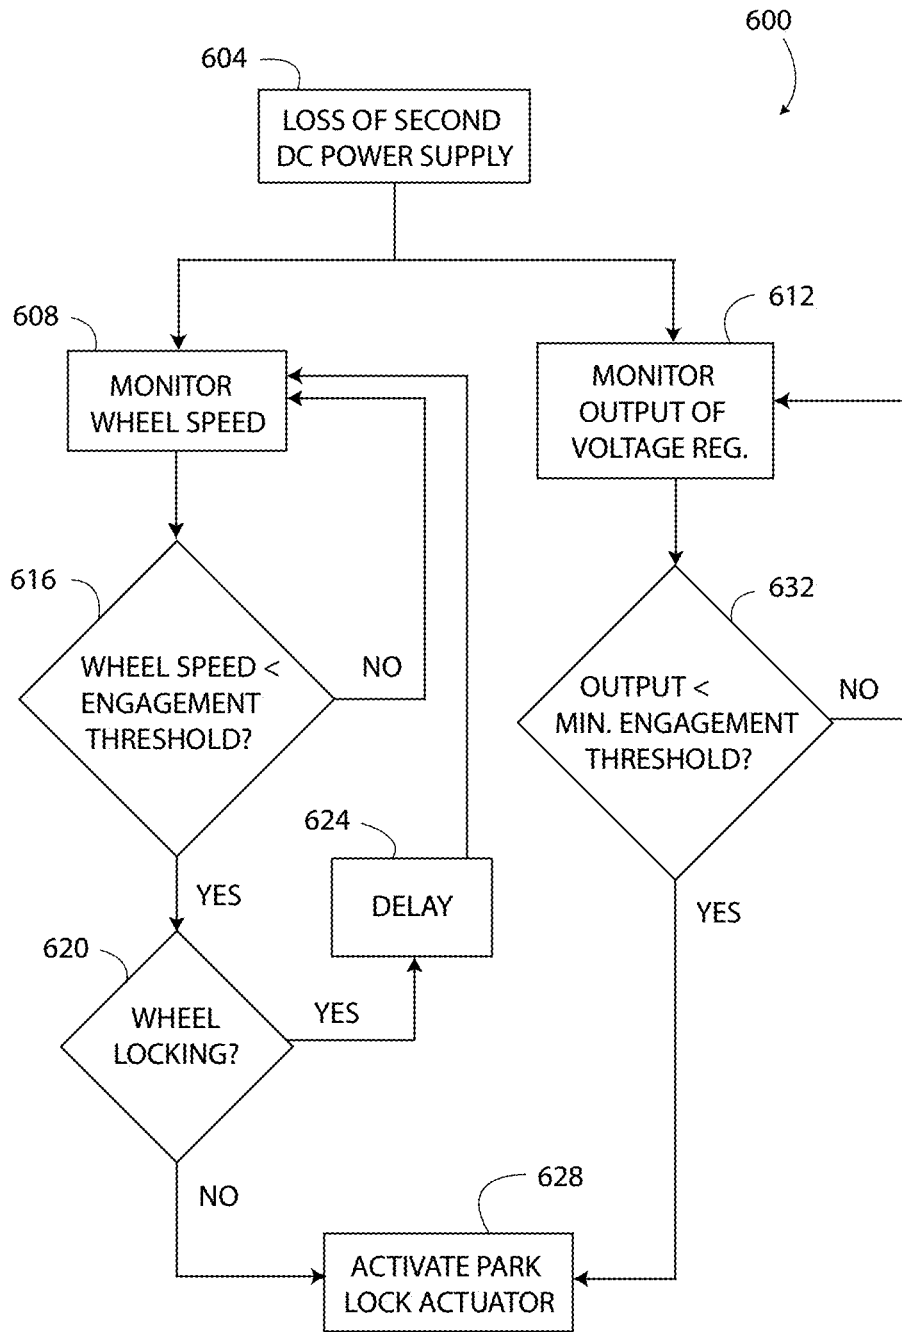 600
604
LOSS OF SECOND
DC POWER SUPPLY
608
MONITOR
WHEEL SPEED
612
MONITOR
OUTPUT OF
VOLTAGE REG.
616
WHEEL SPEED <
ENGAGEMENT
THRESHOLD?
NO
YES
632
OUTPUT <
MIN. ENGAGEMENT
THRESHOLD?
NO
YES
624
DELAY
620
WHEEL
LOCKING?
YES
NO
628
ACTIVATE PARK
LOCK ACTUATOR